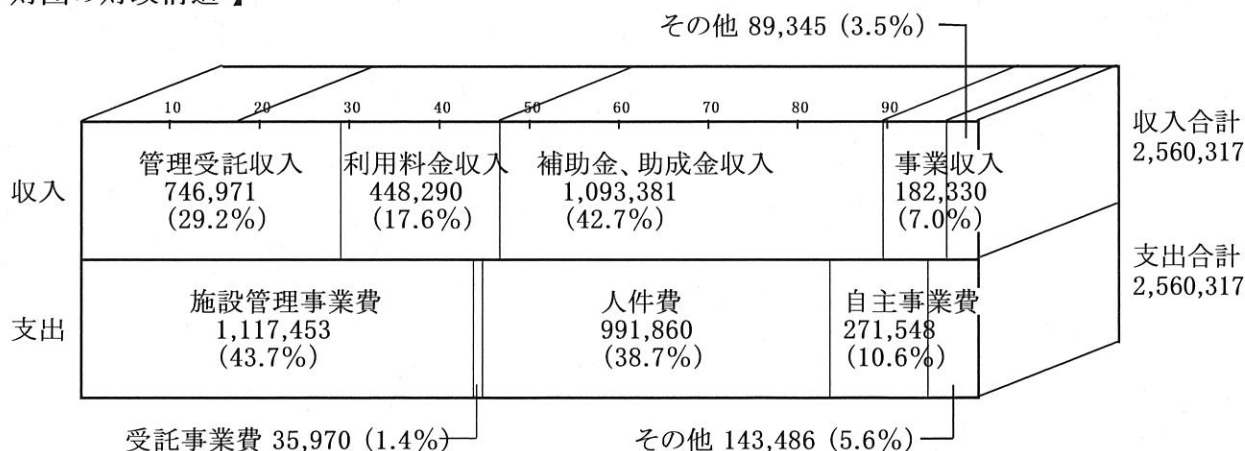 財団の財政構造】
その他 89,345 (3.5%)
10 20 30 40 50 60 70 80 90
収入合計
2,560,317
収入
管理受託収入
746,971
(29.2%)
利用料金収入
448,290
(17.6%)
補助金、助成金収入
1,093,381
(42.7%)
事業収入
182,330
(7.0%)
支出合計
2,560,317
支出
施設管理事業費
1,117,453
(43.7%)
人件費
991,860
(38.7%)
自主事業費
271,548
(10.6%)
受託事業費 35,970 (1.4%)
その他 143,486 (5.6%)